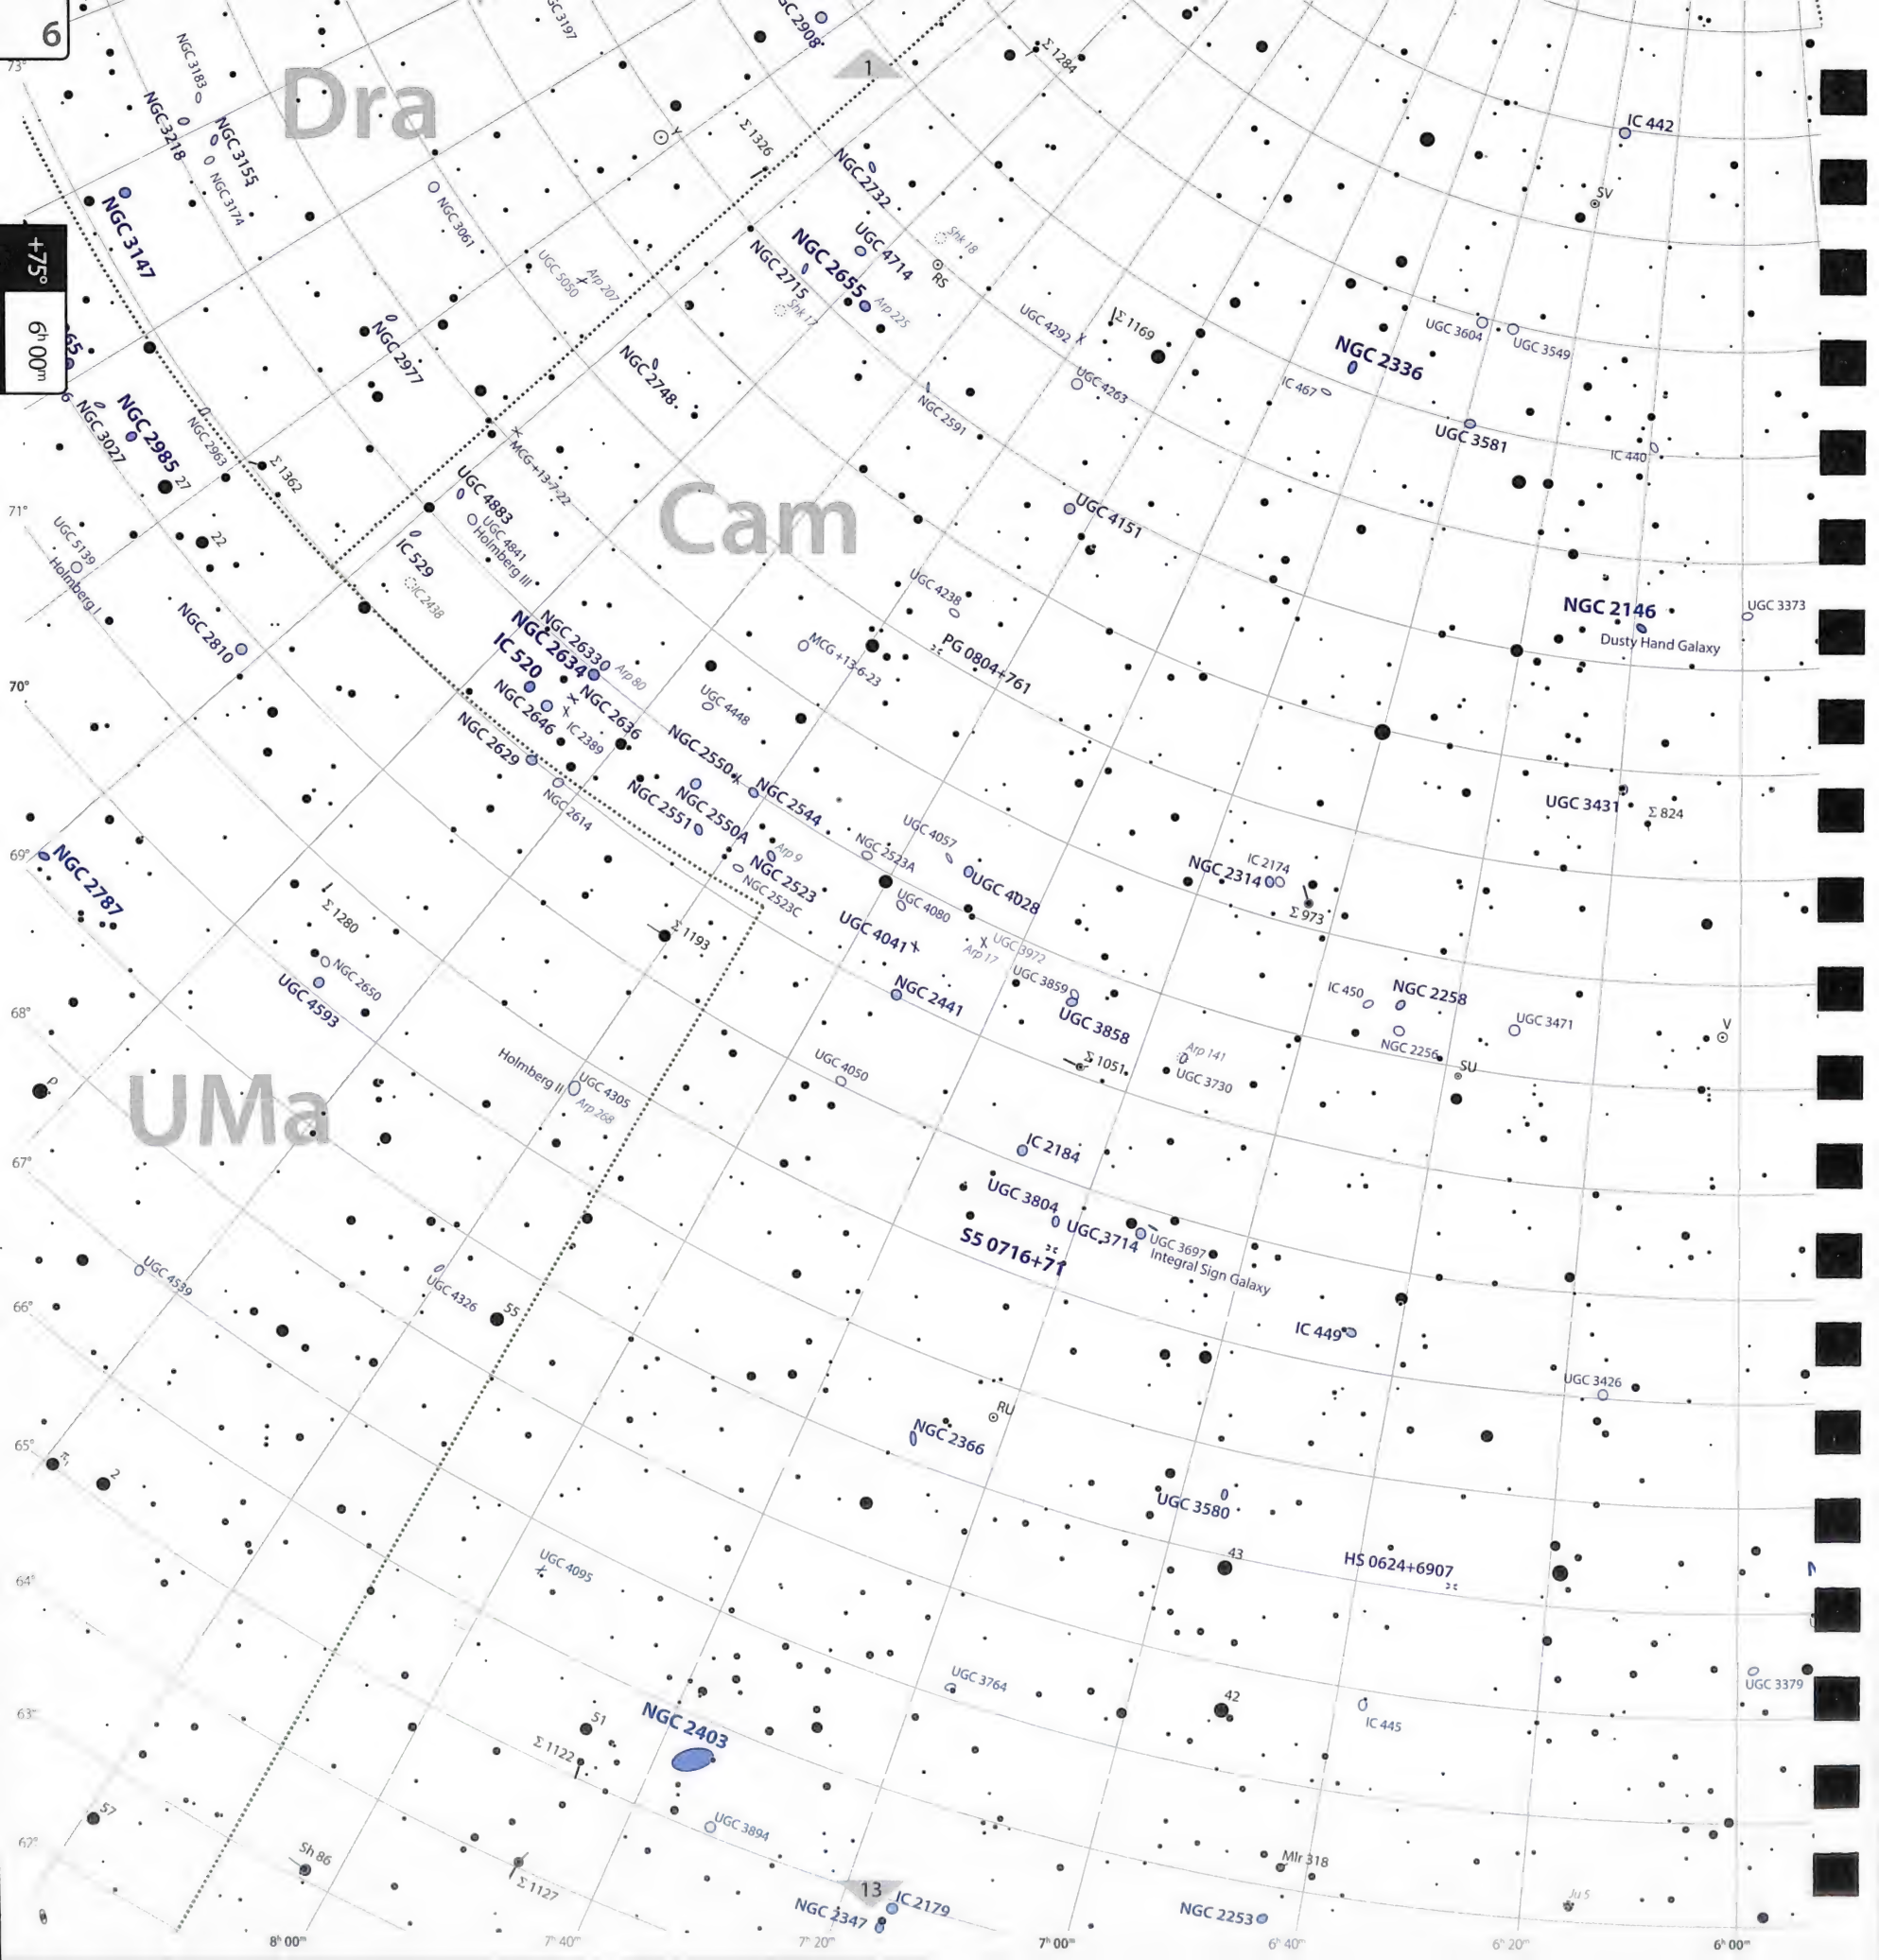 6
NGC 3197
NGC 2908
1
Σ 1284
73°
NGC 3183
Dra
NGC 3218
NGC 3155
NGC 3174
Y
Σ 1326
IC 442
NGC 2732
SV
NGC 3147
NGC 3061
UGC 4714
Shk 18
RS
+75°
6ʰ 00ᵐ
UGC 5050
Arp 207
NGC 2715
NGC 2655
Shk 17
Arp 225
UGC 4292
Σ 1169
UGC 3604
UGC 3549
NGC 2336
NGC 2977
NGC 2748
UGC 4263
IC 467
NGC 2591
65
6
NGC 3027
NGC 2985
27
NGC 2963
Σ 1362
MCG+13-7-22
UGC 3581
IC 440
71°
UGC 4883
UGC 4841
Holmberg III
Cam
UGC 4151
22
UGC 5139
Holmberg I
IC 529
IC 2438
UGC 4238
NGC 2146
Dusty Hand Galaxy
UGC 3373
NGC 2810
NGC 2633
NGC 2634
Arp 80
IC 520
MCG+13-6-23
PG 0804+761
70°
NGC 2646
NGC 2636
IC 2389
UGC 4448
NGC 2629
NGC 2550
NGC 2544
NGC 2614
NGC 2551
NGC 2550A
UGC 3431
Σ 824
69°
NGC 2787
Arp 9
NGC 2523
NGC 2523C
NGC 2523A
UGC 4057
UGC 4028
UGC 4080
IC 2174
NGC 2314
Σ 973
Σ 1280
Σ 1193
UGC 4041
UGC 3972
Arp 17
NGC 2650
UGC 4593
NGC 2441
UGC 3859
UGC 3858
IC 450
NGC 2258
NGC 2256
UGC 3471
V
68°
SU
Σ 1051
Arp 141
UGC 3730
ρ
UMa
Holmberg II
UGC 4305
Arp 268
UGC 4050
67°
IC 2184
UGC 3804
UGC 3714
UGC 3697
Integral Sign Galaxy
S5 0716+71
UGC 4539
UGC 4326
55
66°
IC 449
UGC 3426
RU
NGC 2366
65°
π₁
2
UGC 3580
43
HS 0624+6907
UGC 4095
64°
UGC 3764
42
IC 445
UGC 3379
63°
NGC 2403
51
Σ 1122
57
UGC 3894
62°
Sh 86
Σ 1127
Mlr 318
13
NGC 2347
IC 2179
NGC 2253
Ju 5
8ʰ 00ᵐ
7ʰ 40ᵐ
7ʰ 20ᵐ
7ʰ 00ᵐ
6ʰ 40ᵐ
6ʰ 20ᵐ
6ʰ 00ᵐ